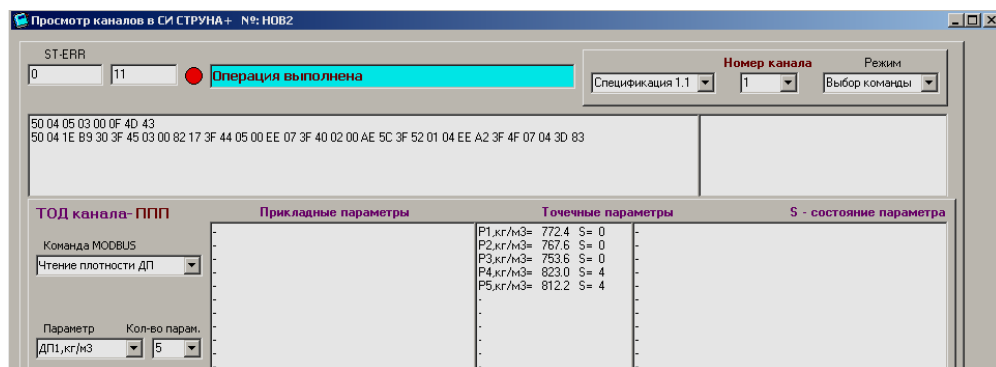 Просмотр каналов в СИ СТРУНА+ №: НОВ2
ST-ERR
0 11 Операция выполнена
Номер канала Режим
Спецификация 1.1 1 Выбор команды
50 04 05 03 00 0F 4D 43
50 04 1E B9 30 3F 45 03 00 82 17 3F 44 05 00 EE 07 3F 40 02 00 AE 5C 3F 52 01 04 EE A2 3F 4F 07 04 3D 83
ТОД канала- ППП Прикладные параметры Точечные параметры S - состояние параметра
Команда MODBUS
Чтение плотности ДП
P1,кг/м3= 772.4 S= 0
P2,кг/м3= 767.6 S= 0
P3,кг/м3= 753.6 S= 0
P4,кг/м3= 823.0 S= 4
P5,кг/м3= 812.2 S= 4
Параметр Кол-во парам.
ДП1,кг/м3 5